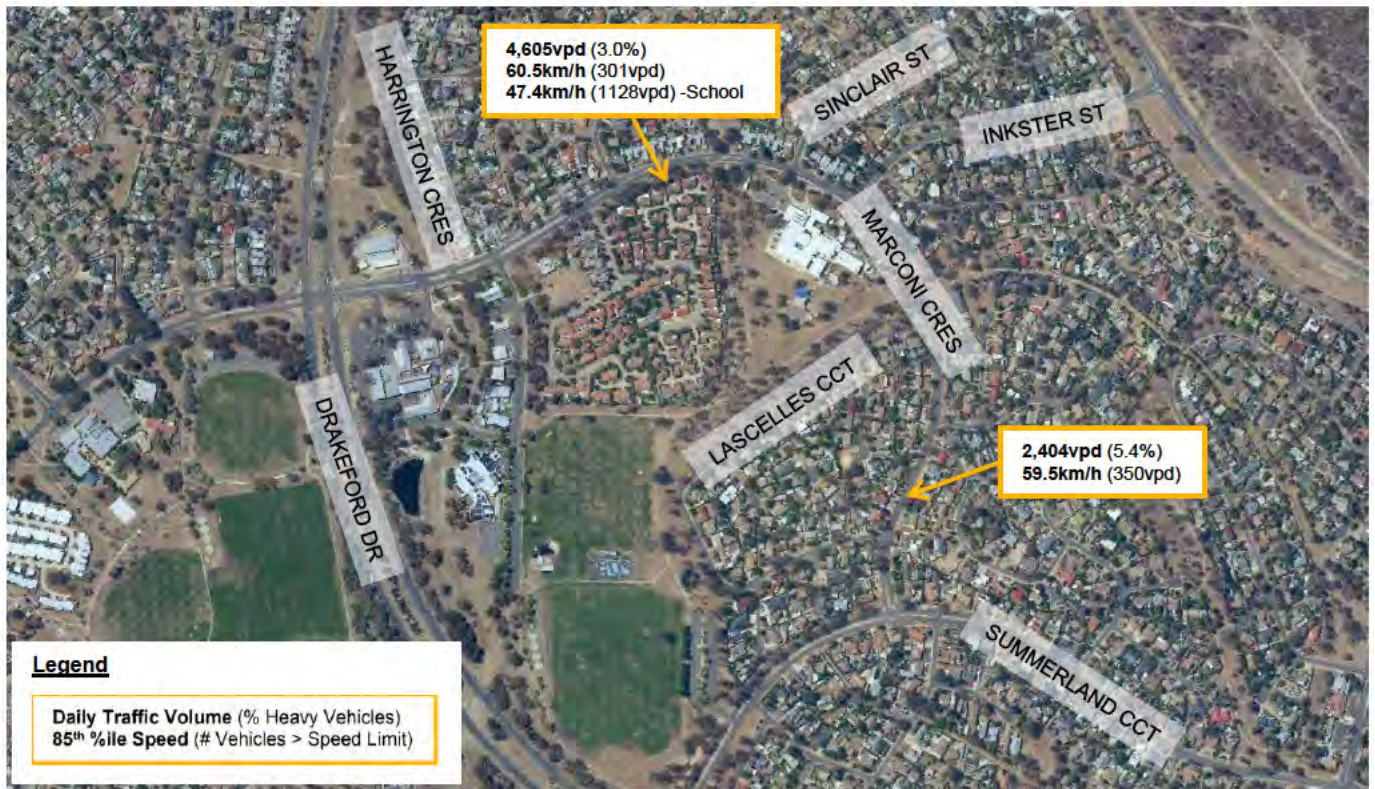 4,605vpd (3.0%)
60.5km/h (301vpd)
47.4km/h (1128vpd) -School
HARRINGTON CRES
SINCLAIR ST
INKSTER ST
MARCONI CRES
LASCELLES CCT
DRAKEFORD DR
2,404vpd (5.4%)
59.5km/h (350vpd)
SUMMERLAND CCT
Legend
Daily Traffic Volume (% Heavy Vehicles)
85th %ile Speed (# Vehicles > Speed Limit)